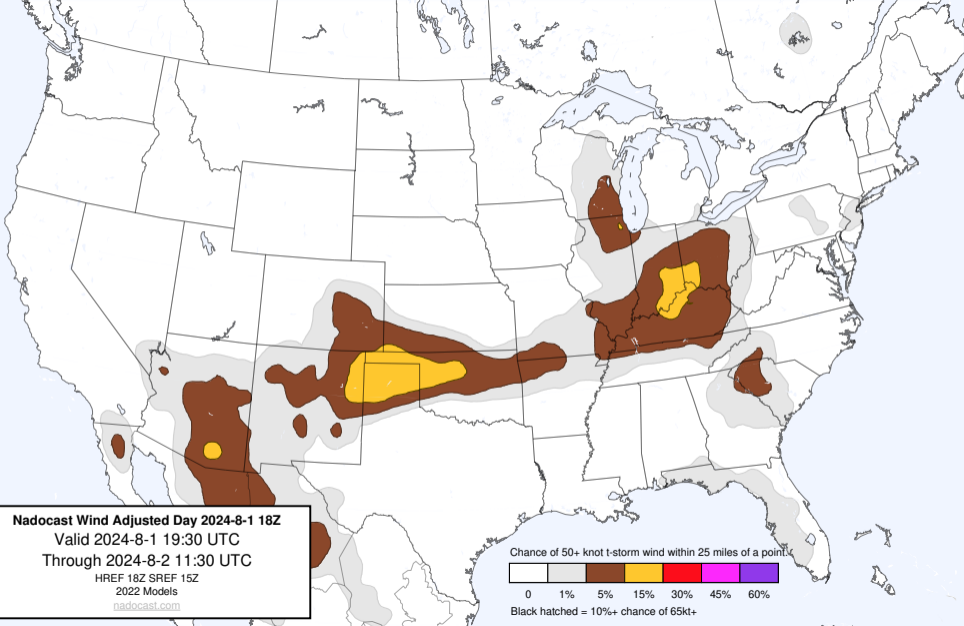 Nadocast Wind Adjusted Day 2024-8-1 18Z
Valid 2024-8-1 19:30 UTC
Through 2024-8-2 11:30 UTC
HREF 18Z SREF 15Z
2022 Models
nadocast.com
Chance of 50+ knot t-storm wind within 25 miles of a point.
0 1% 5% 15% 30% 45% 60%
Black hatched = 10%+ chance of 65kt+